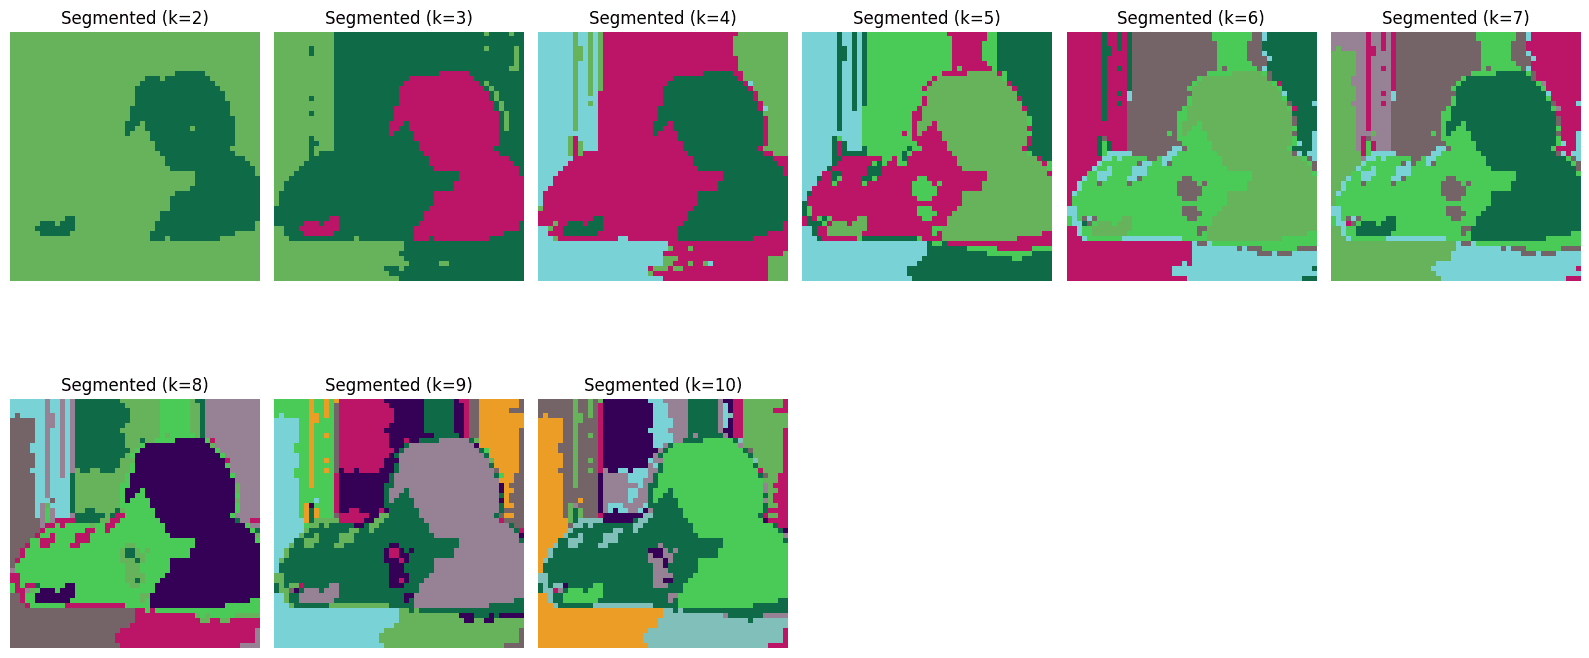 Segmented (k=2)
Segmented (k=3)
Segmented (k=4)
Segmented (k=5)
Segmented (k=6)
Segmented (k=7)
Segmented (k=8)
Segmented (k=9)
Segmented (k=10)